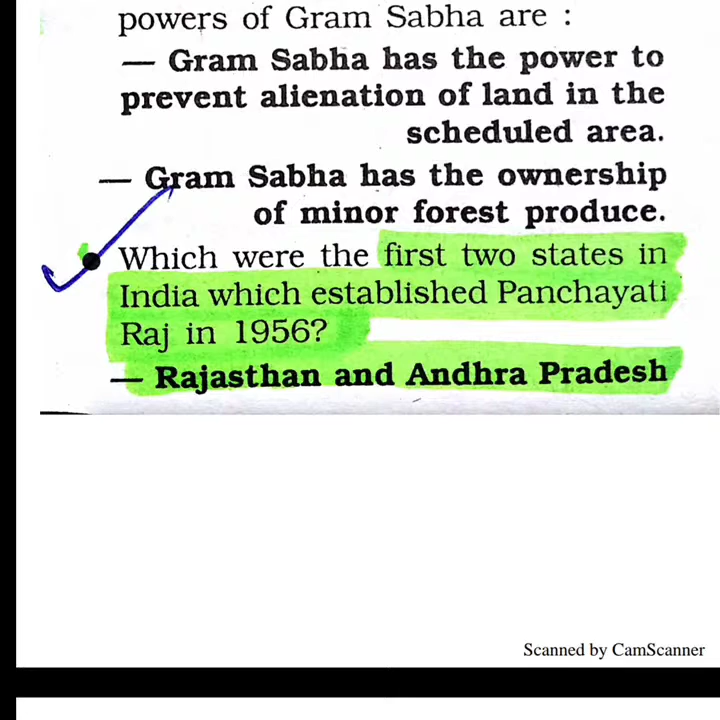 powers of Gram Sabha are :
— Gram Sabha has the power to
prevent alienation of land in the
scheduled area.
— Gram Sabha has the ownership
of minor forest produce.
• Which were the first two states in
India which established Panchayati
Raj in 1956?
— Rajasthan and Andhra Pradesh
Scanned by CamScanner